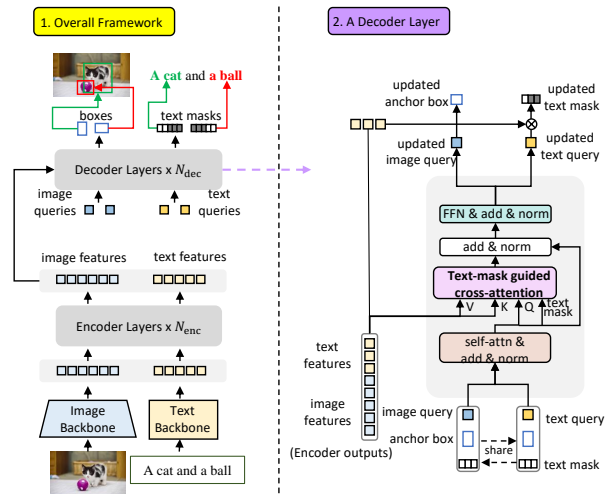 1. Overall Framework
A cat and a ball
boxes
text masks
Decoder Layers x N_dec
image queries
text queries
image features
text features
Encoder Layers x N_enc
Image Backbone
Text Backbone
A cat and a ball
2. A Decoder Layer
updated anchor box
updated text mask
updated image query
updated text query
FFN & add & norm
add & norm
Text-mask guided cross-attention
V
K
Q
text mask
self-attn & add & norm
text features
image features
(Encoder outputs)
image query
text query
anchor box
share
text mask